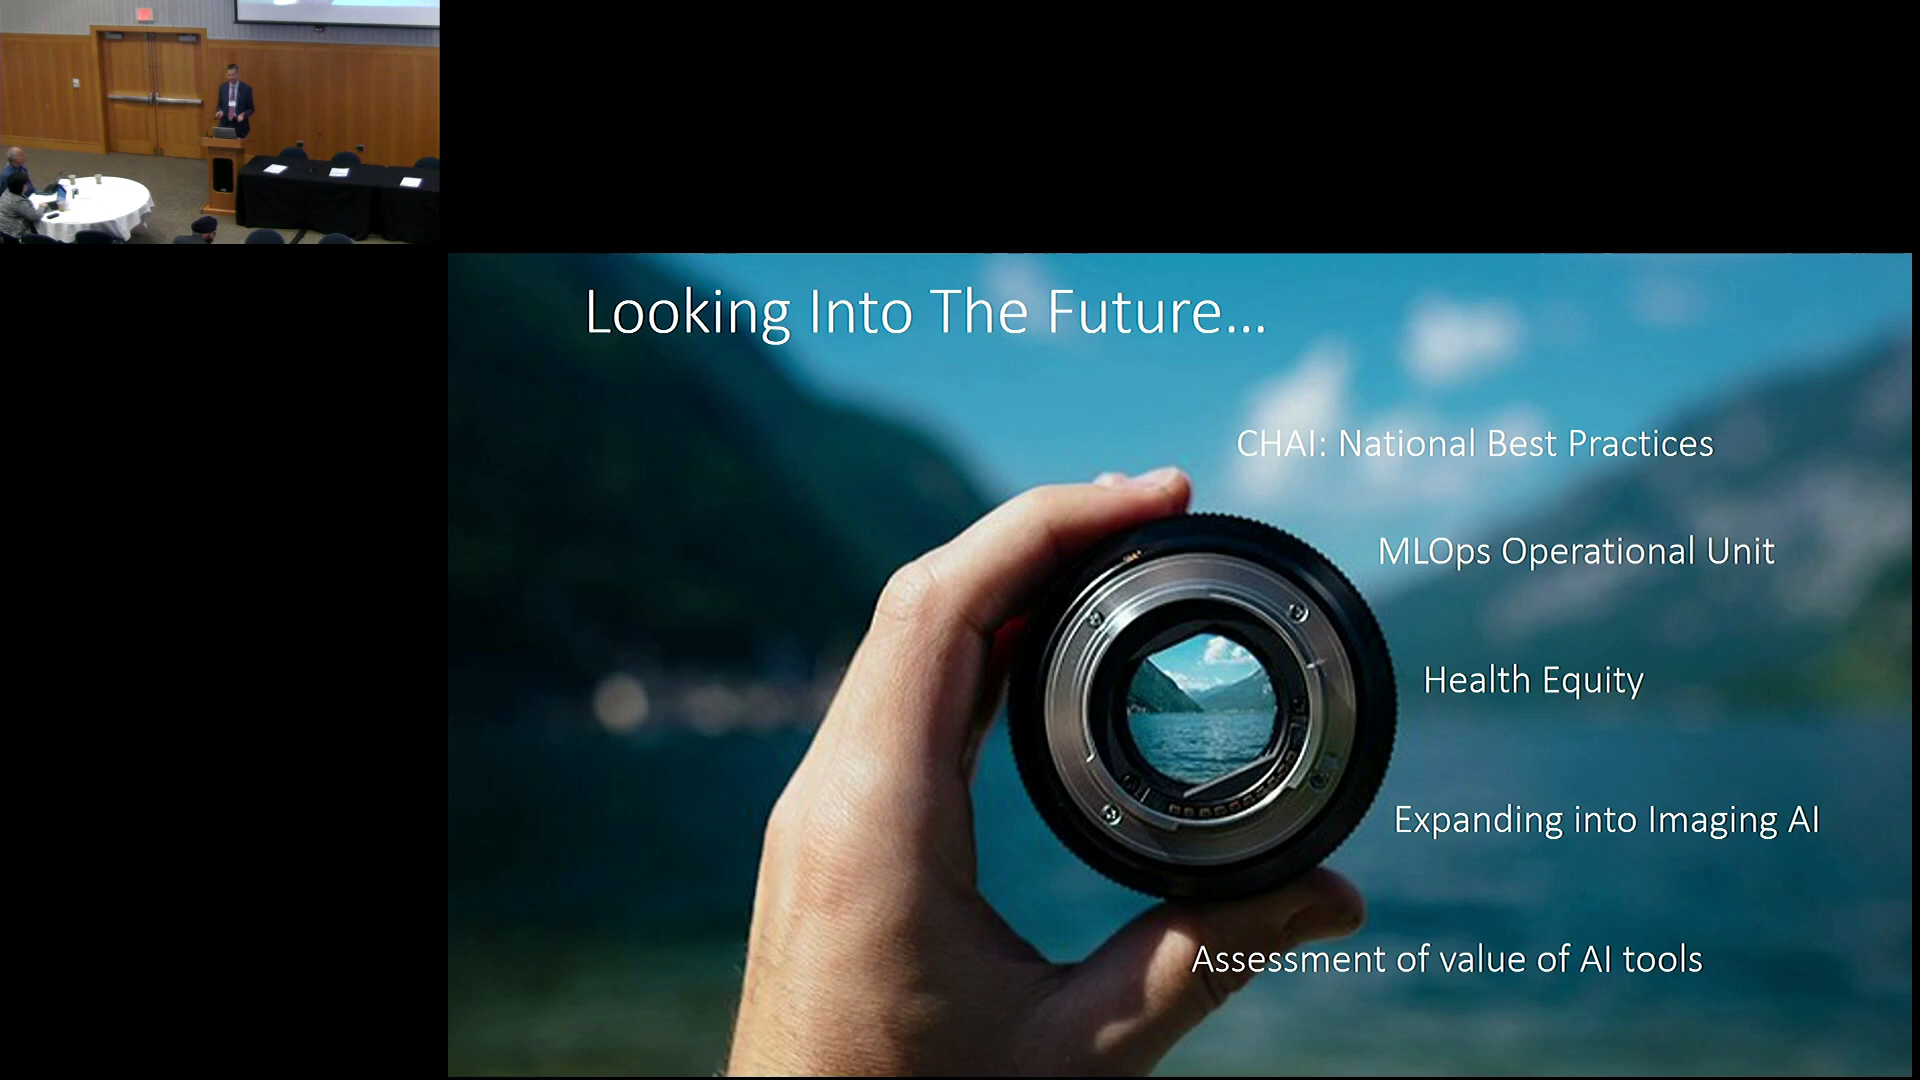 Looking Into The Future...
CHAI: National Best Practices
MLOps Operational Unit
Health Equity
Expanding into Imaging AI
Assessment of value of AI tools